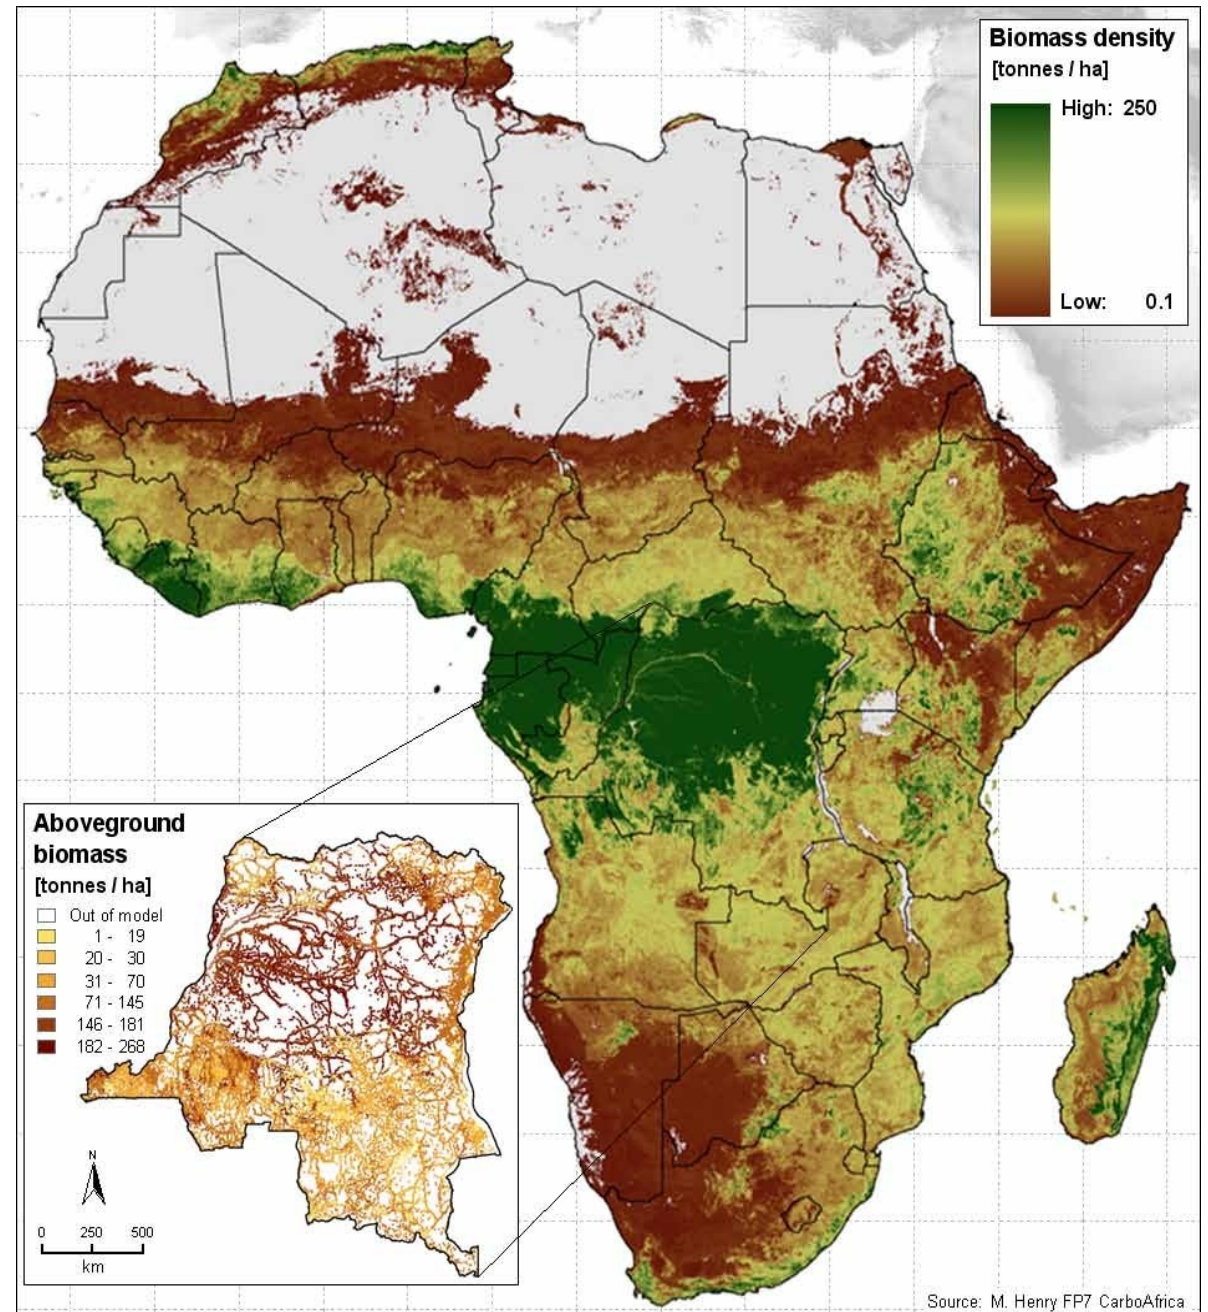 Biomass density
[tonnes / ha]
High: 250
Low: 0.1
Aboveground
biomass
[tonnes / ha]
Out of model
1 - 19
20 - 30
31 - 70
71 - 145
146 - 181
182 - 268
N
0 250 500
km
Source: M. Henry FP7 CarboAfrica